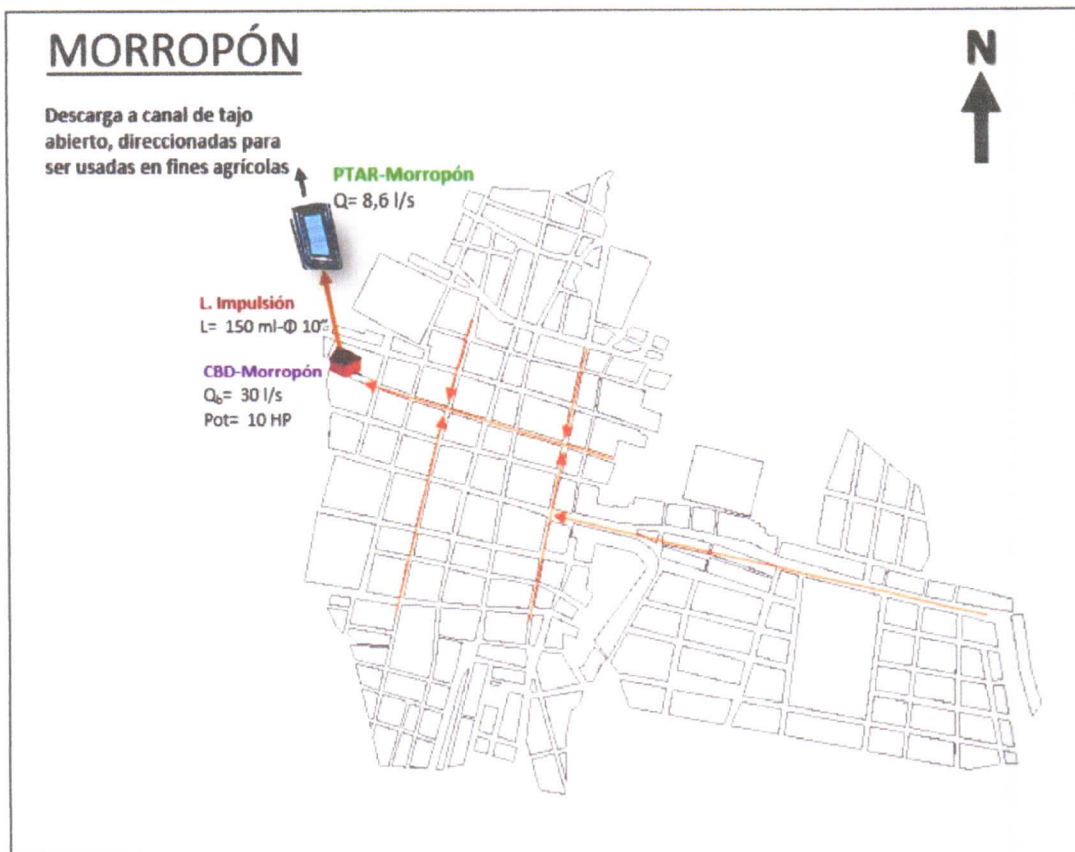 MORROPÓN
N
Descarga a canal de tajo
abierto, direccionadas para
ser usadas en fines agrícolas
PTAR-Morropón
Q= 8,6 l/s
L. Impulsión
L= 150 ml-Φ 10"
CBD-Morropón
Qb= 30 l/s
Pot= 10 HP